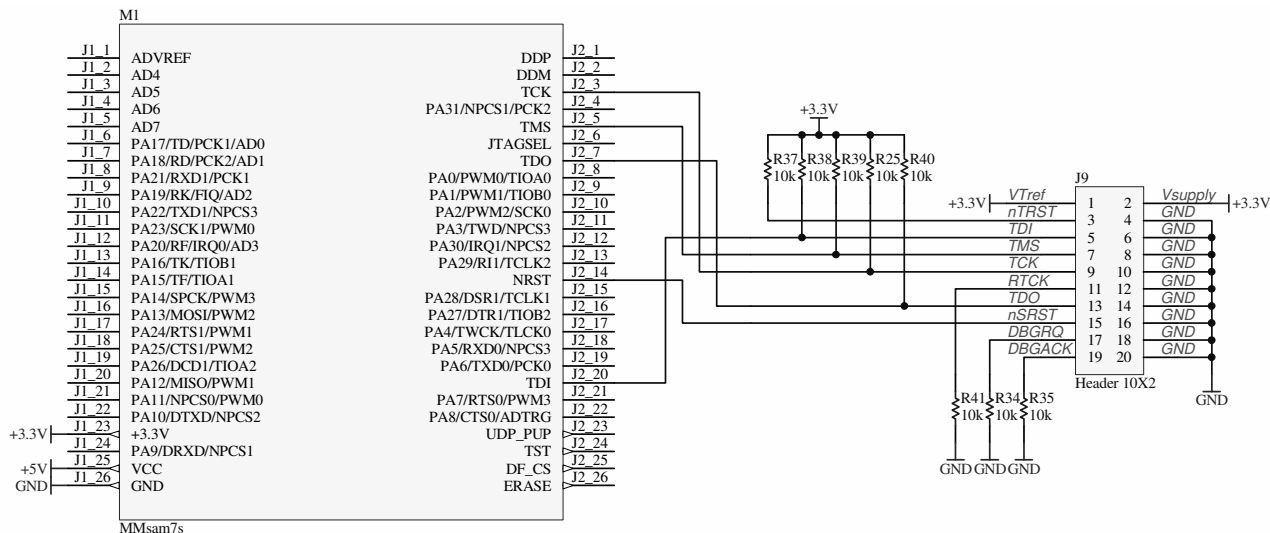 M1
J1_1 ADVREF DDP J2_1
J1_2 AD4 DDM J2_2
J1_3 AD5 TCK J2_3
J1_4 AD6 PA31/NPCS1/PCK2 J2_4
J1_5 AD7 TMS J2_5
J1_6 PA17/TD/PCK1/AD0 JTAGSEL J2_6
J1_7 PA18/RD/PCK2/AD1 TDO J2_7
J1_8 PA21/RXD1/PCK1 PA0/PWM0/TIOA0 J2_8
J1_9 PA19/RK/FIQ/AD2 PA1/PWM1/TIOB0 J2_9
J1_10 PA22/TXD1/NPCS3 PA2/PWM2/SCK0 J2_10
J1_11 PA23/SCK1/PWM0 PA3/TWD/NPCS3 J2_11
J1_12 PA20/RF/IRQ0/AD3 PA30/IRQ1/NPCS2 J2_12
J1_13 PA16/TK/TIOB1 PA29/RI1/TCLK2 J2_13
J1_14 PA15/TF/TIOA1 NRST J2_14
J1_15 PA14/SPCK/PWM3 PA28/DSR1/TCLK1 J2_15
J1_16 PA13/MOSI/PWM2 PA27/DTR1/TIOB2 J2_16
J1_17 PA24/RTS1/PWM1 PA4/TWCK/TLCK0 J2_17
J1_18 PA25/CTS1/PWM2 PA5/RXD0/NPCS3 J2_18
J1_19 PA26/DCD1/TIOA2 PA6/TXD0/PCK0 J2_19
J1_20 PA12/MISO/PWM1 TDI J2_20
J1_21 PA11/NPCS0/PWM0 PA7/RTS0/PWM3 J2_21
J1_22 PA10/DTXD/NPCS2 PA8/CTS0/ADTRG J2_22
+3.3V J1_23 +3.3V UDP_PUP J2_23
J1_24 PA9/DRXD/NPCS1 TST J2_24
+5V J1_25 VCC DF_CS J2_25
GND J1_26 GND ERASE J2_26
MMsam7s
+3.3V
R37 R38 R39 R25 R40
10k 10k 10k 10k 10k
J9
+3.3V VTref 1 2 Vsupply +3.3V
nTRST 3 4 GND
TDI 5 6 GND
TMS 7 8 GND
TCK 9 10 GND
RTCK 11 12 GND
TDO 13 14 GND
nSRST 15 16 GND
DBGRQ 17 18 GND
DBGACK 19 20 GND
Header 10X2
GND
R41 R34 R35
10k 10k 10k
GND GND GND